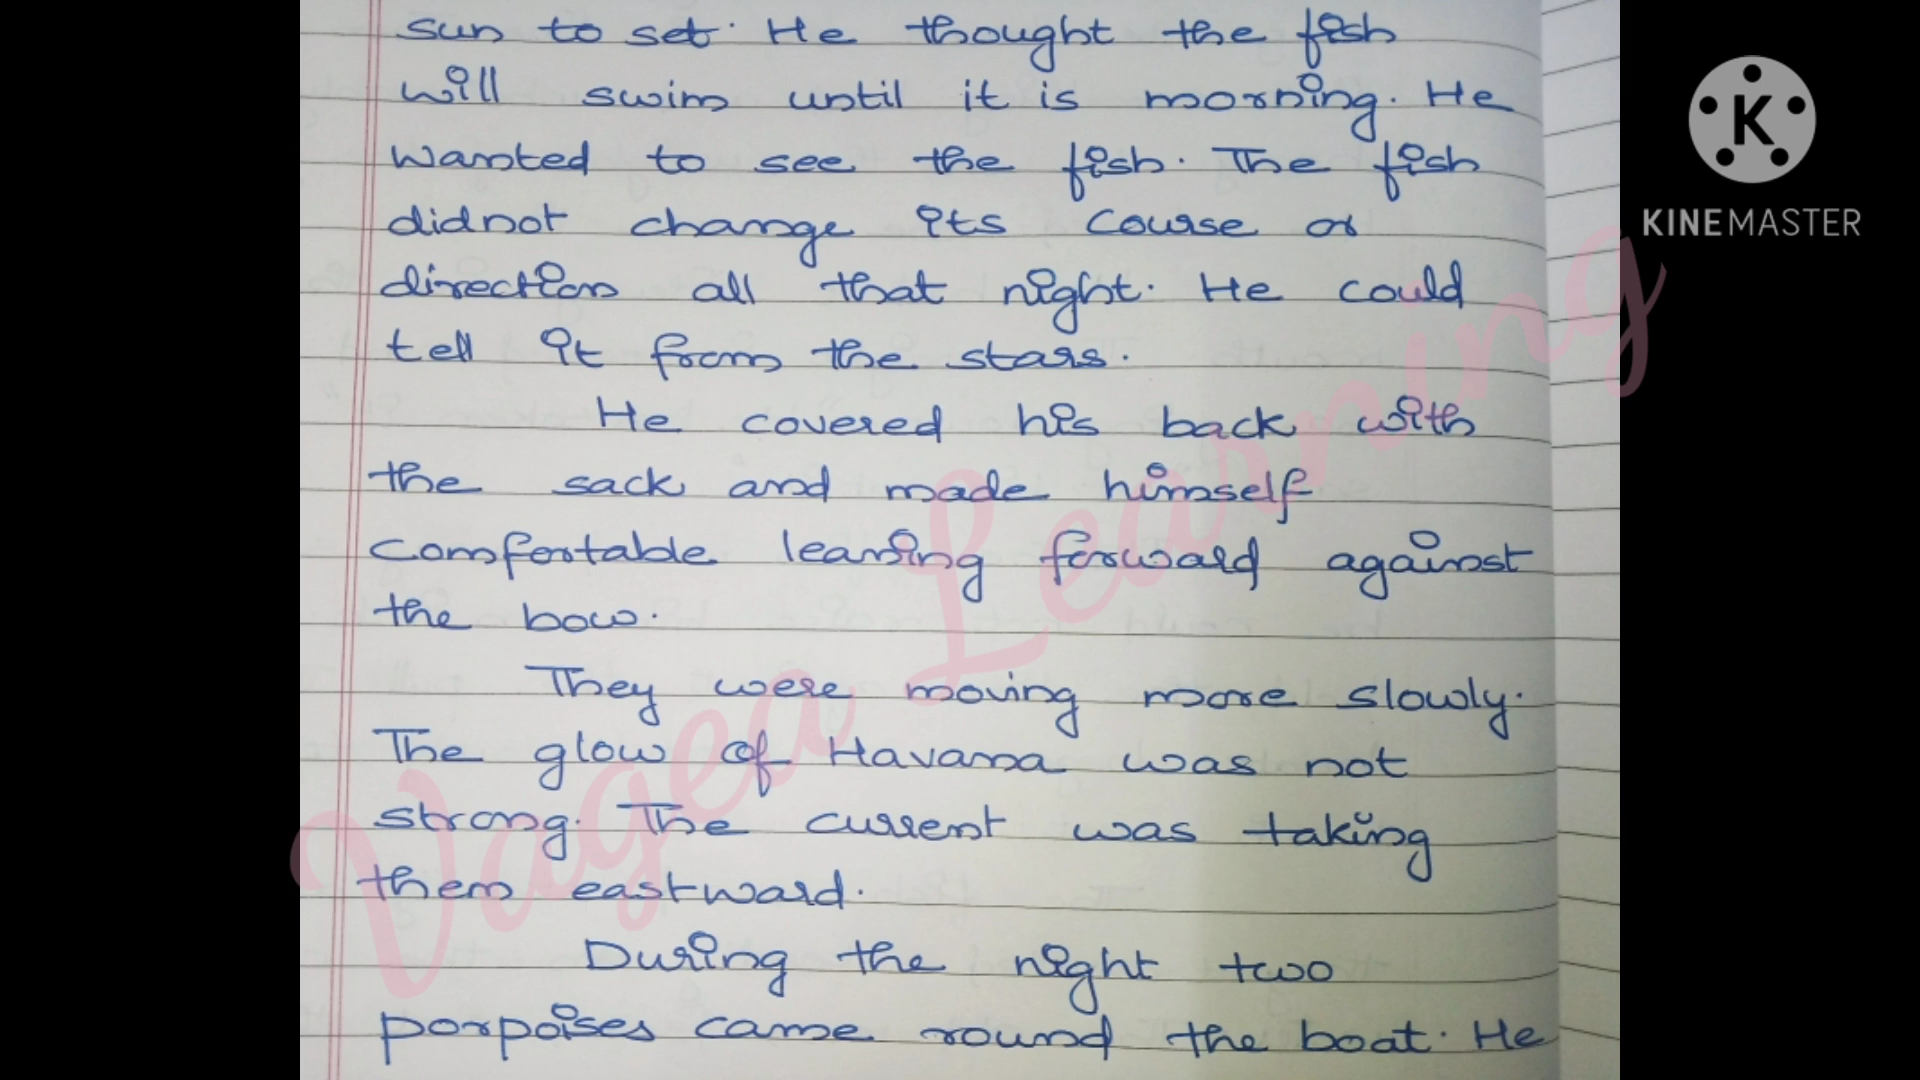 sun to set. He thought the fish
will swim until it is morning. He
wanted to see the fish. The fish
didnot change its course or
direction all that night. He could
tell it from the stars.
He covered his back with
the sack and made himself
comfortable leaning forward against
the bow.
They were moving more slowly.
The glow of Havana was not
strong. The current was taking
them eastward.
During the night two
porpoises came round the boat. He
Vagea Learning
K
KINEMASTER